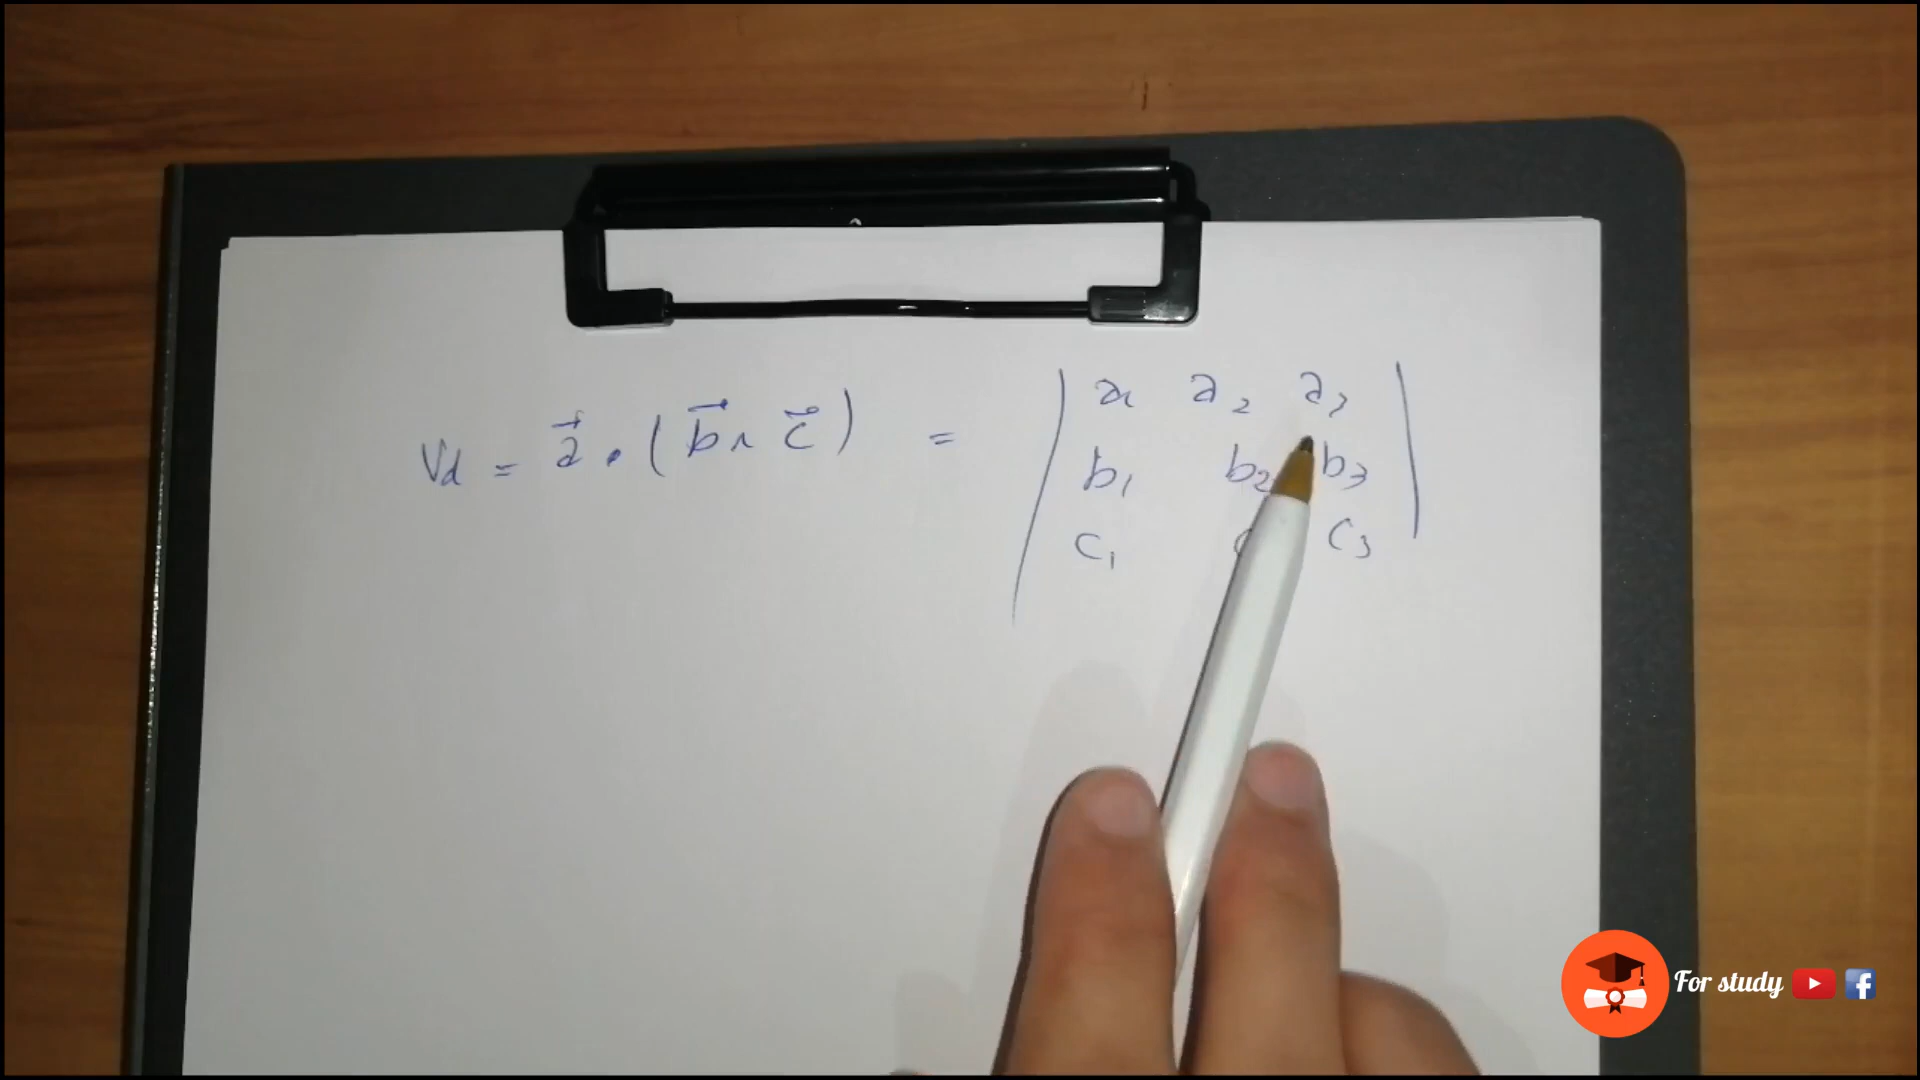 Vd = a⃗ . ( b⃗ ∧ c⃗ ) = | a1 a2 a3 |
b1 b2 b3
c1 c3
For study